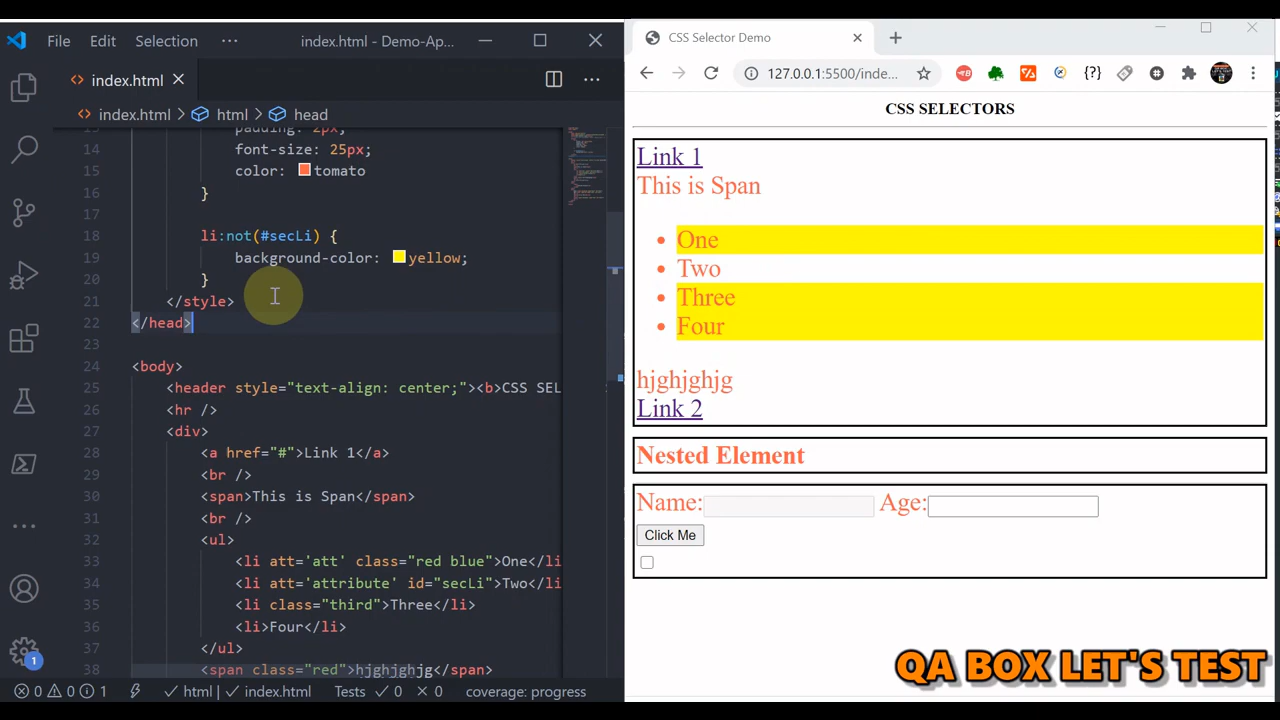 File Edit Selection ··· index.html - Demo-Ap...
index.html
index.html > html > head
padding: 2px;
14 font-size: 25px;
15 color: tomato
16 }
17
18 li:not(#secLi) {
19 background-color: yellow;
20 }
21 </style>
22 </head>
23
24 <body>
25 <header style="text-align: center;"><b>CSS SEL
26 <hr />
27 <div>
28 <a href="#">Link 1</a>
29 <br />
30 <span>This is Span</span>
31 <br />
32 <ul>
33 <li att='att' class="red blue">One</li
34 <li att='attribute' id="secLi">Two</li
35 <li class="third">Three</li>
36 <li>Four</li>
37 </ul>
38 <span class="red">hjghjghjg</span>
1
0 0 1 html index.html Tests 0 0 coverage: progress
CSS Selector Demo
127.0.0.1:5500/inde...
CSS SELECTORS
Link 1
This is Span
One
Two
Three
Four
hjghjghjg
Link 2
Nested Element
Name: Age:
Click Me
QA BOX LET'S TEST